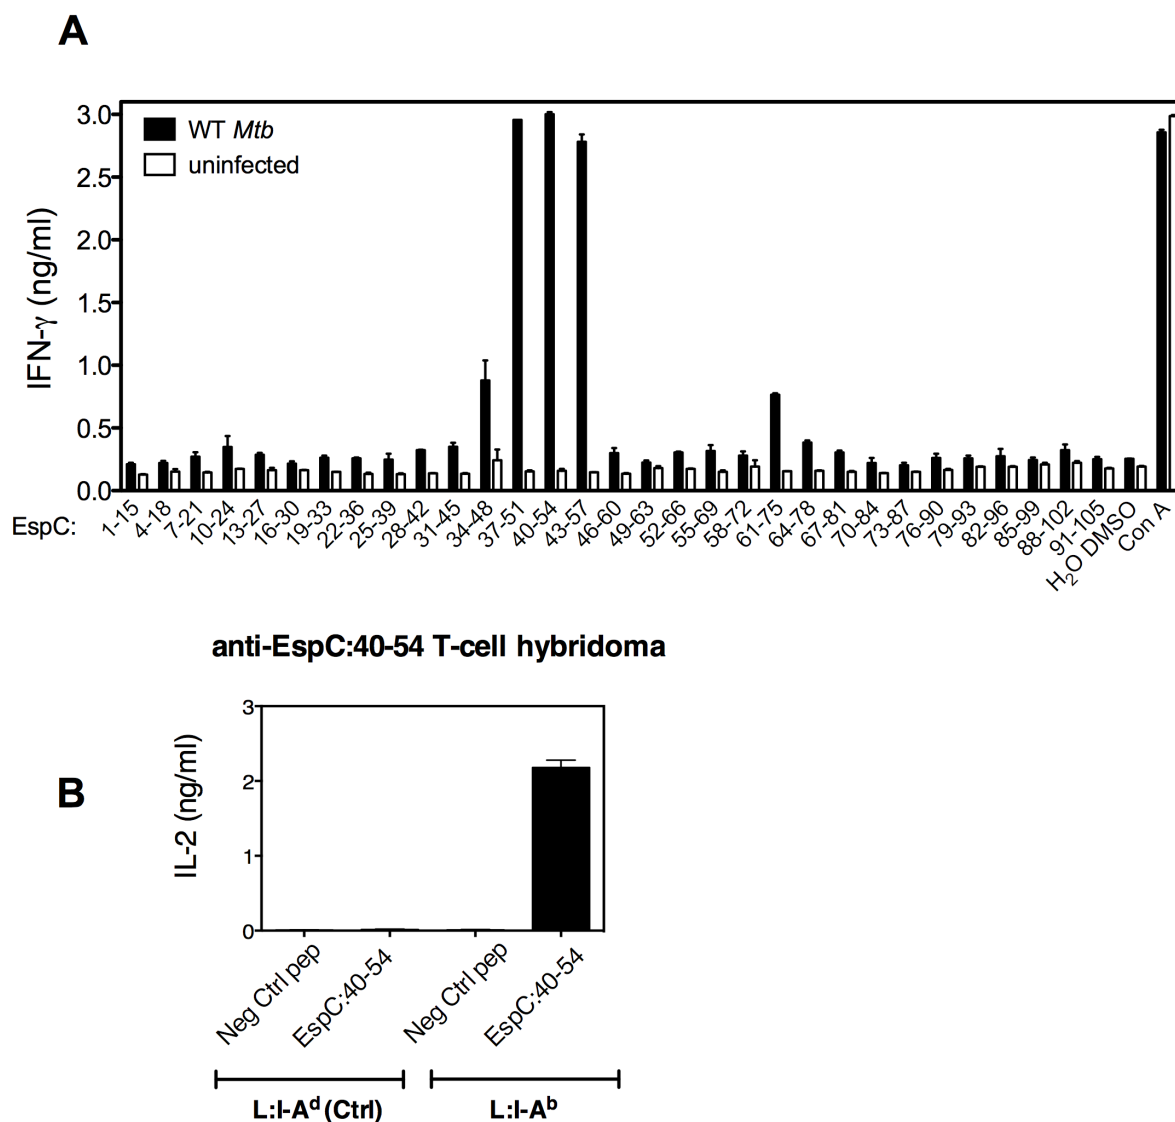 A
3.0
2.5
2.0
1.5
1.0
0.5
0.0
IFN-γ (ng/ml)
WT Mtb
uninfected
EspC:
1-15
4-18
7-21
10-24
13-27
16-30
19-33
22-36
25-39
28-42
31-45
34-48
37-51
40-54
43-57
46-60
49-63
52-66
55-69
58-72
61-75
64-78
67-81
70-84
73-87
76-90
79-93
82-96
85-99
88-102
91-105
H₂O DMSO
Con A
anti-EspC:40-54 T-cell hybridoma
B
3
2
1
0
IL-2 (ng/ml)
Neg Ctrl pep
EspC:40-54
Neg Ctrl pep
EspC:40-54
L:I-Aᵈ (Ctrl)
L:I-Aᵇ